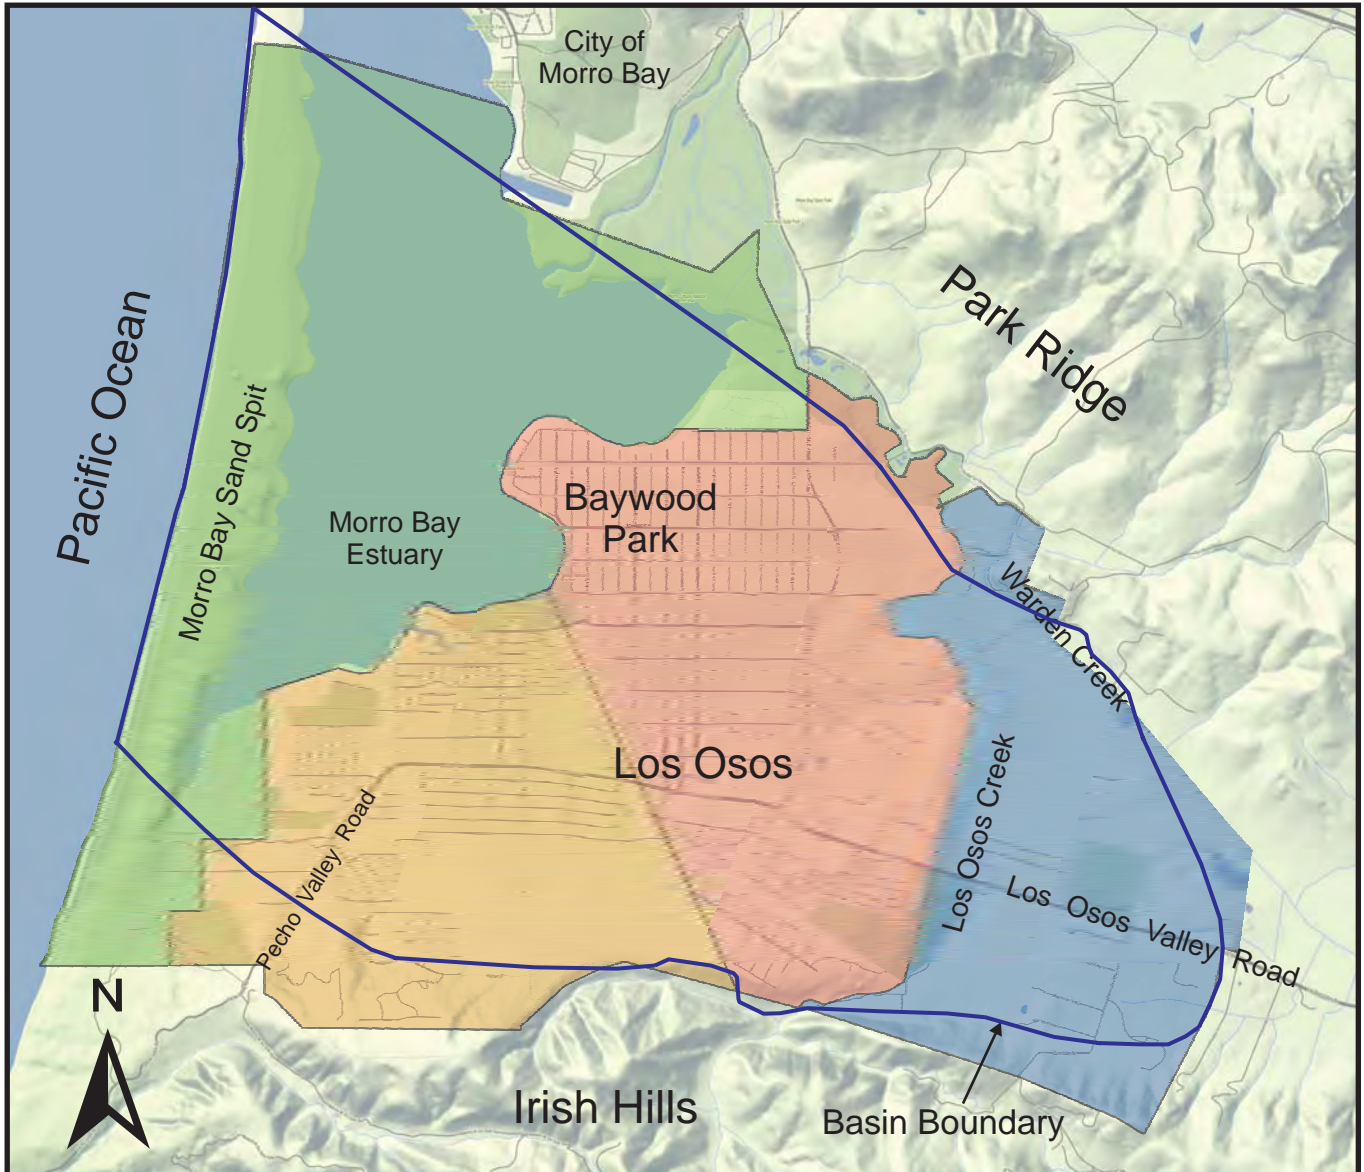 City of
Morro Bay
Park Ridge
Pacific Ocean
Morro Bay Sand Spit
Morro Bay
Estuary
Baywood
Park
Warden Creek
Los Osos
Los Osos Creek
Pecho Valley Road
Los Osos Valley Road
N
Irish Hills
Basin Boundary